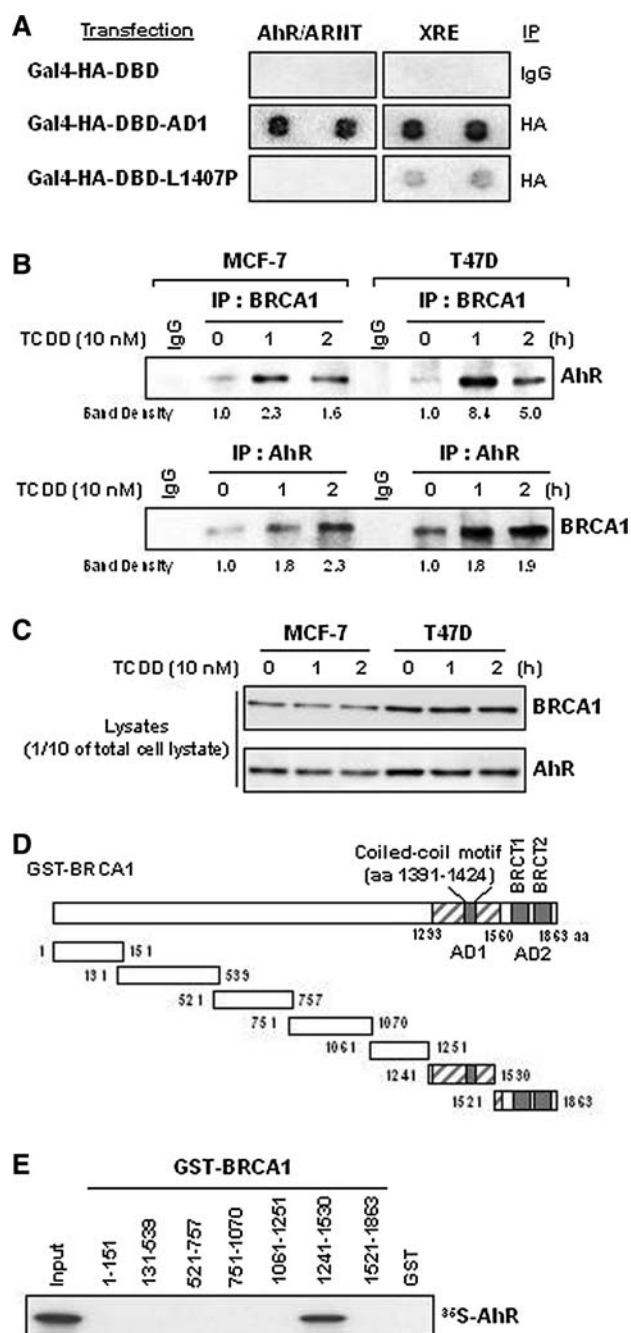 A
Transfection AhR/ARNT XRE IP
Gal4-HA-DBD IgG
Gal4-HA-DBD-AD1 HA
Gal4-HA-DBD-L1407P HA
B
MCF-7 T47D
IP : BRCA1 IP : BRCA1
TCDD (10 nM) IgG 0 1 2 IgG 0 1 2 (h)
AhR
Band Density 1.0 2.3 1.6 1.0 8.4 5.0
IP : AhR IP : AhR
TCDD (10 nM) IgG 0 1 2 IgG 0 1 2 (h)
BRCA1
Band Density 1.0 1.8 2.3 1.0 1.8 1.9
C
MCF-7 T47D
TCDD (10 nM) 0 1 2 0 1 2 (h)
BRCA1
Lysates
(1/10 of total cell lystate)
AhR
D
GST-BRCA1
Coiled-coil motif
(aa 1391-1424)
BRCT1
BRCT2
1293 1560 1863 aa
AD1 AD2
1 151
131 539
521 757
751 1070
1061 1251
1241 1530
1521 1863
E
GST-BRCA1
Input 1-151 131-539 521-757 751-1070 1061-1251 1241-1530 1521-1863 GST
³⁵S-AhR